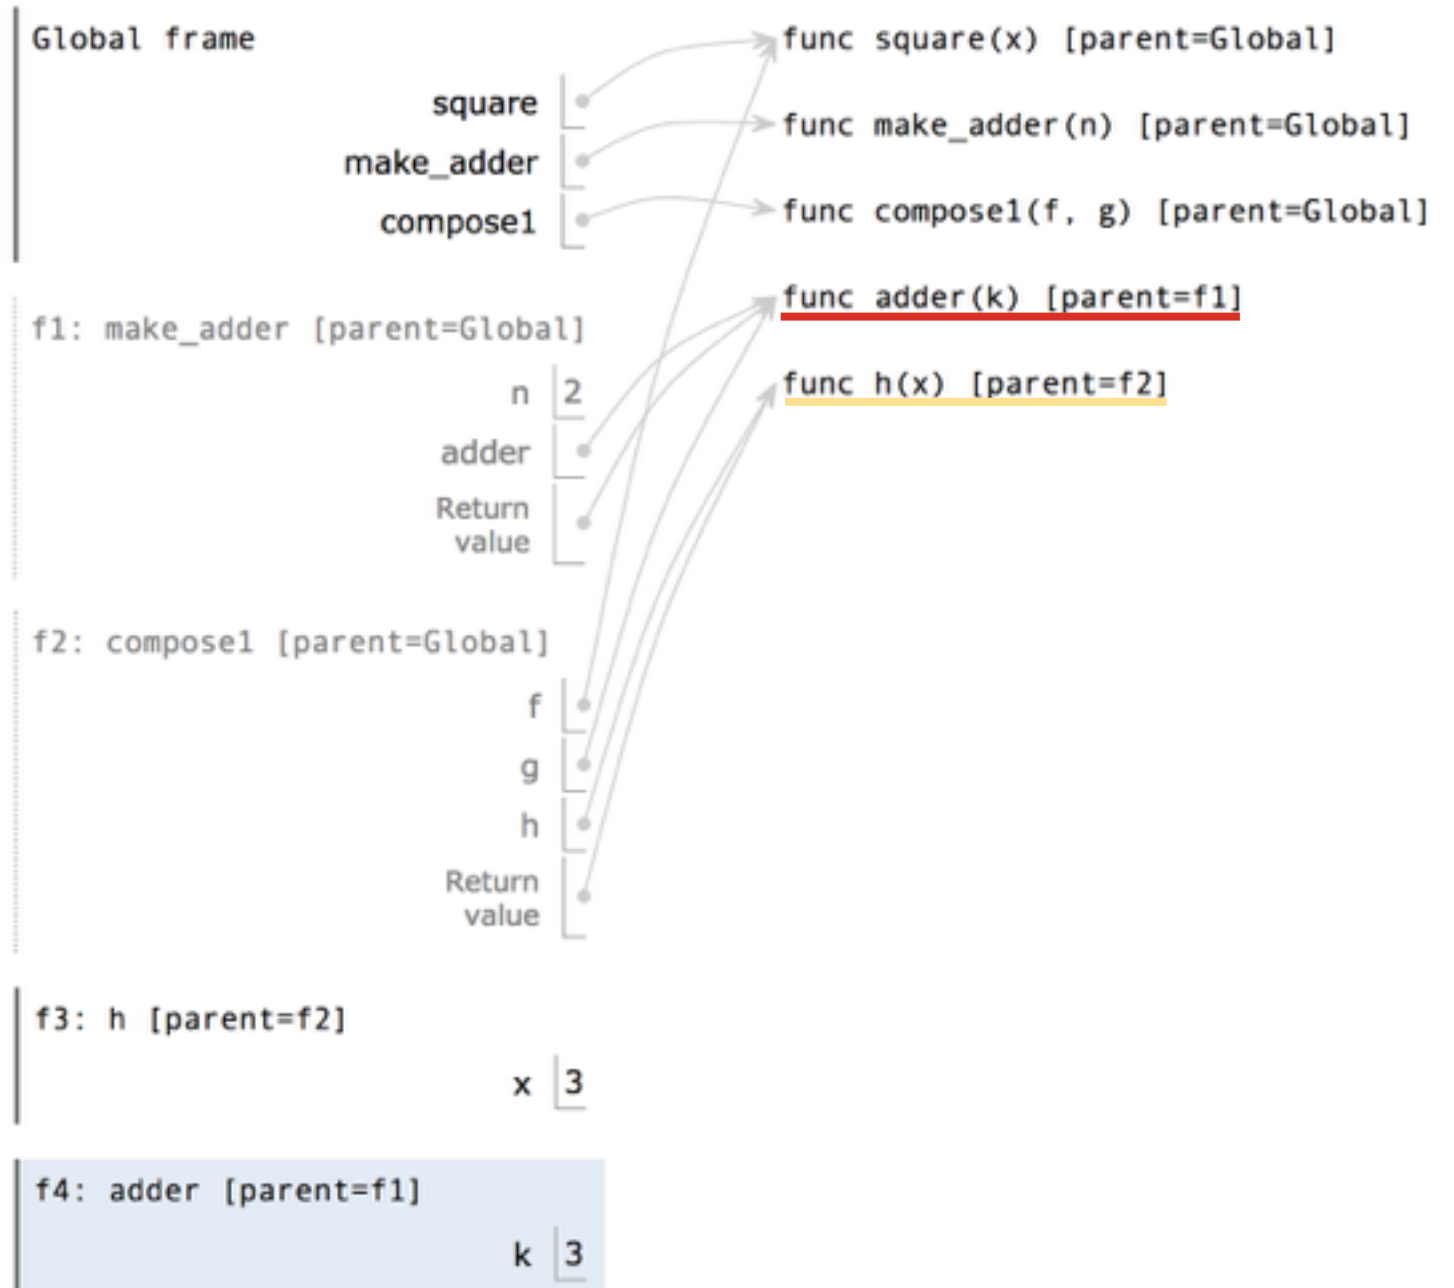 Global frame
square
make_adder
compose1
func square(x) [parent=Global]
func make_adder(n) [parent=Global]
func compose1(f, g) [parent=Global]
func adder(k) [parent=f1]
func h(x) [parent=f2]
f1: make_adder [parent=Global]
n 2
adder
Return
value
f2: compose1 [parent=Global]
f
g
h
Return
value
f3: h [parent=f2]
x 3
f4: adder [parent=f1]
k 3